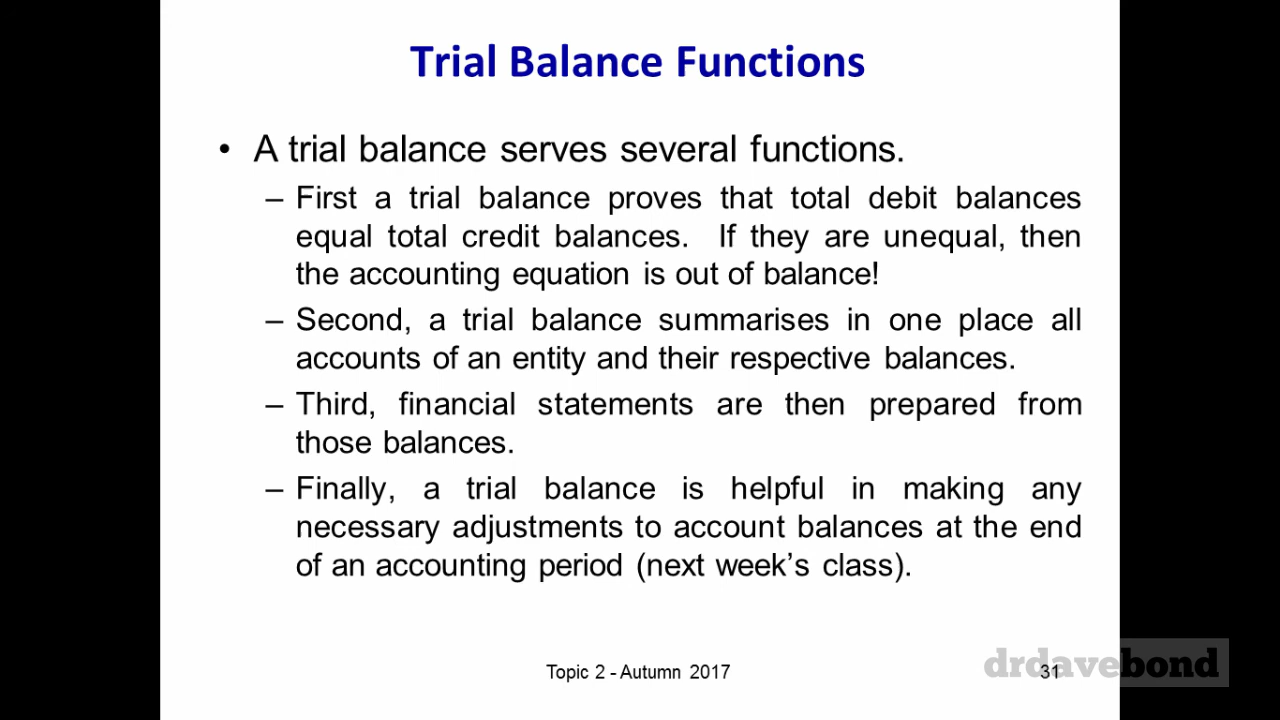 Trial Balance Functions
• A trial balance serves several functions.
– First a trial balance proves that total debit balances
equal total credit balances. If they are unequal, then
the accounting equation is out of balance!
– Second, a trial balance summarises in one place all
accounts of an entity and their respective balances.
– Third, financial statements are then prepared from
those balances.
– Finally, a trial balance is helpful in making any
necessary adjustments to account balances at the end
of an accounting period (next week's class).
Topic 2 - Autumn 2017
31
drdavebond